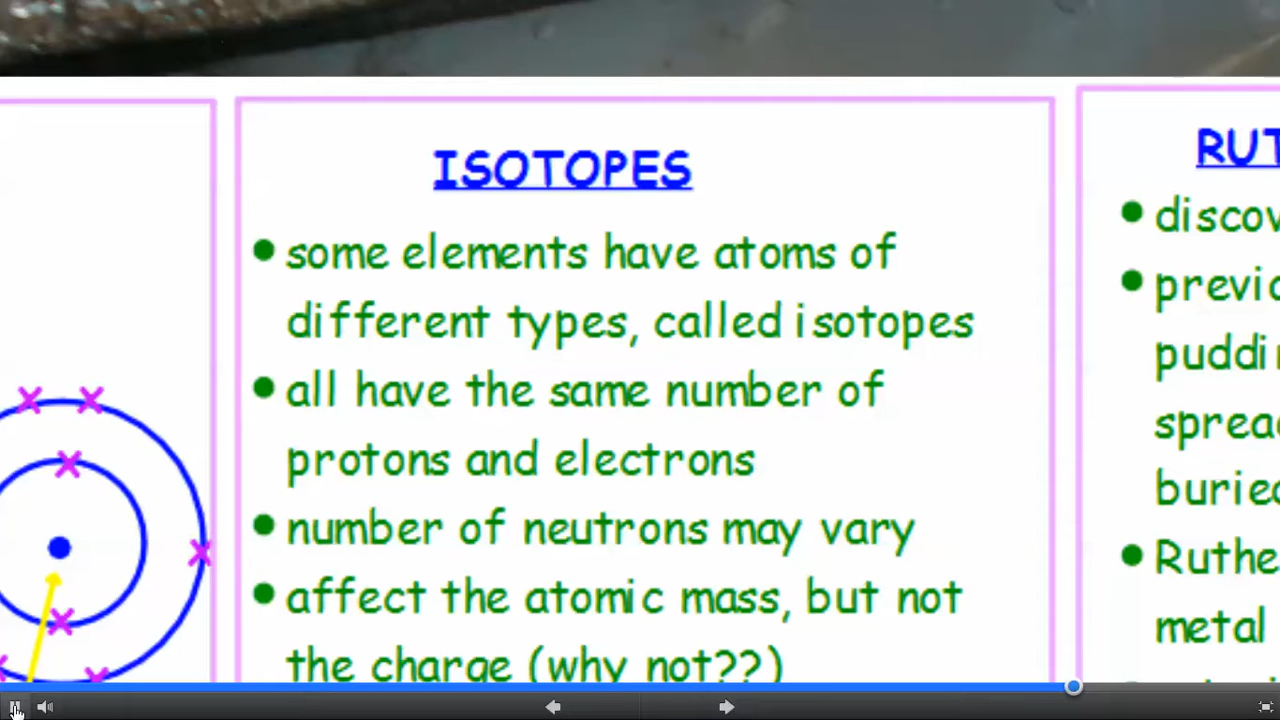 ISOTOPES
some elements have atoms of
different types, called isotopes
all have the same number of
protons and electrons
number of neutrons may vary
affect the atomic mass, but not
the charge (why not??)
metal